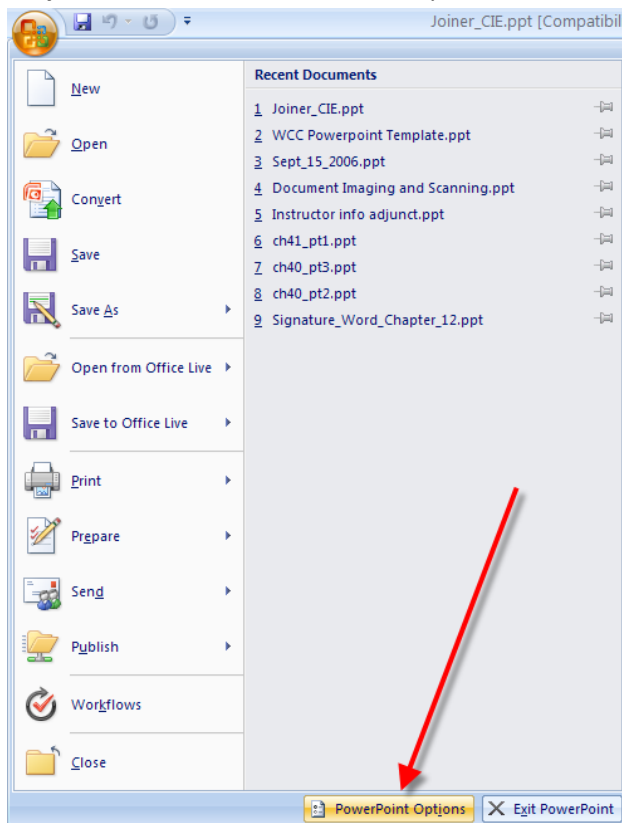 Joiner_CIE.ppt [Compatibil
New
Open
Convert
Save
Save As
Open from Office Live
Save to Office Live
Print
Prepare
Send
Publish
Workflows
Close
Recent Documents
1 Joiner_CIE.ppt
2 WCC Powerpoint Template.ppt
3 Sept_15_2006.ppt
4 Document Imaging and Scanning.ppt
5 Instructor info adjunct.ppt
6 ch41_pt1.ppt
7 ch40_pt3.ppt
8 ch40_pt2.ppt
9 Signature_Word_Chapter_12.ppt
PowerPoint Options
Exit PowerPoint